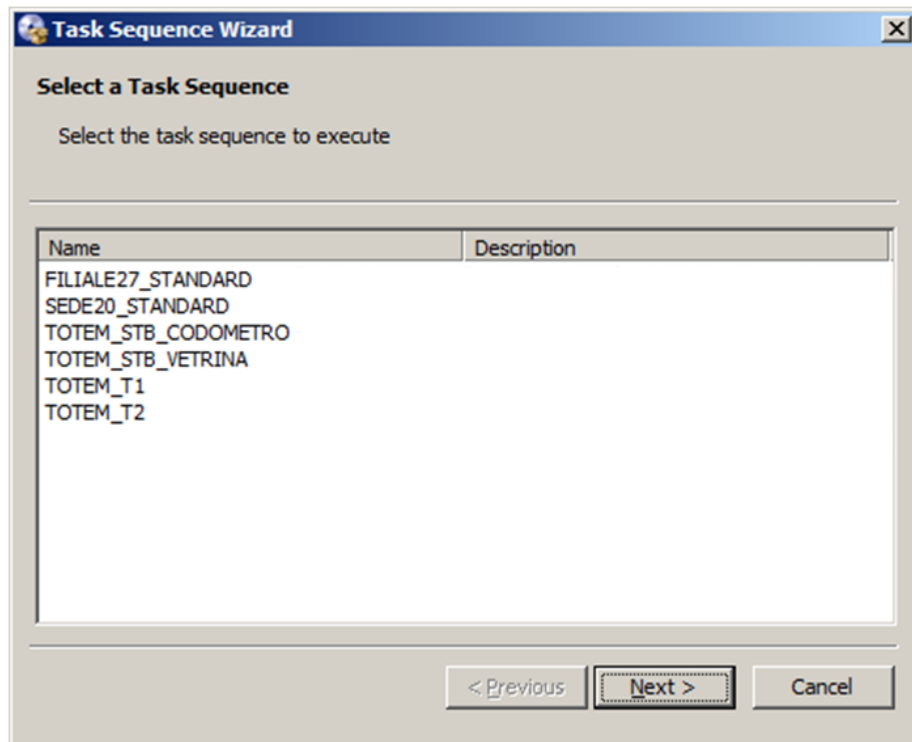 Task Sequence Wizard
Select a Task Sequence
Select the task sequence to execute
Name Description
FILIALE27_STANDARD
SEDE20_STANDARD
TOTEM_STB_CODOMETRO
TOTEM_STB_VETRINA
TOTEM_T1
TOTEM_T2
< Previous Next > Cancel